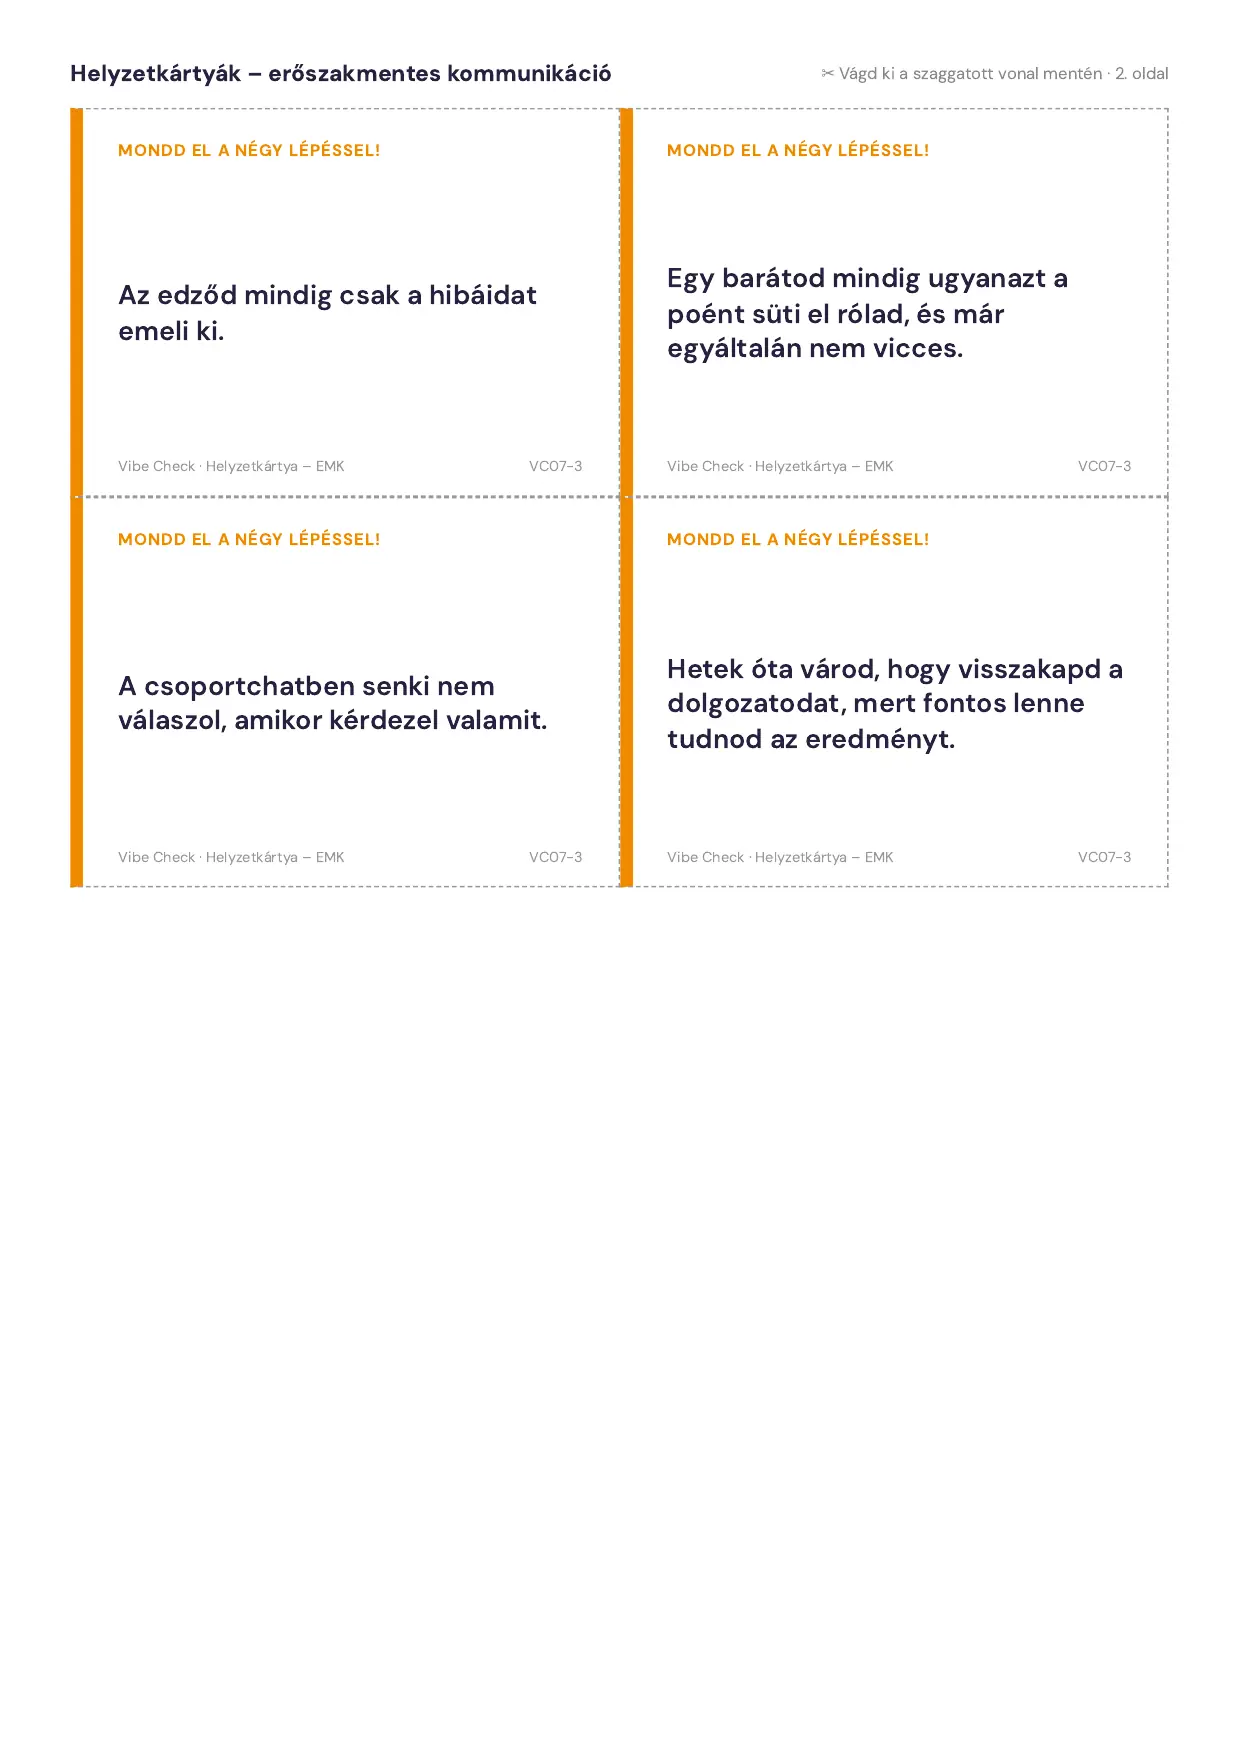 Helyzetkártyák – erőszakmentes kommunikáció
✂ Vágd ki a szaggatott vonal mentén · 2. oldal
MONDD EL A NÉGY LÉPÉSSEL!
Az edződ mindig csak a hibáidat
emeli ki.
Vibe Check · Helyzetkártya – EMK
VC07-3
MONDD EL A NÉGY LÉPÉSSEL!
Egy barátod mindig ugyanazt a
poént süti el rólad, és már
egyáltalán nem vicces.
Vibe Check · Helyzetkártya – EMK
VC07-3
MONDD EL A NÉGY LÉPÉSSEL!
A csoportchatben senki nem
válaszol, amikor kérdezel valamit.
Vibe Check · Helyzetkártya – EMK
VC07-3
MONDD EL A NÉGY LÉPÉSSEL!
Hetek óta várod, hogy visszakapd a
dolgozatodat, mert fontos lenne
tudnod az eredményt.
Vibe Check · Helyzetkártya – EMK
VC07-3